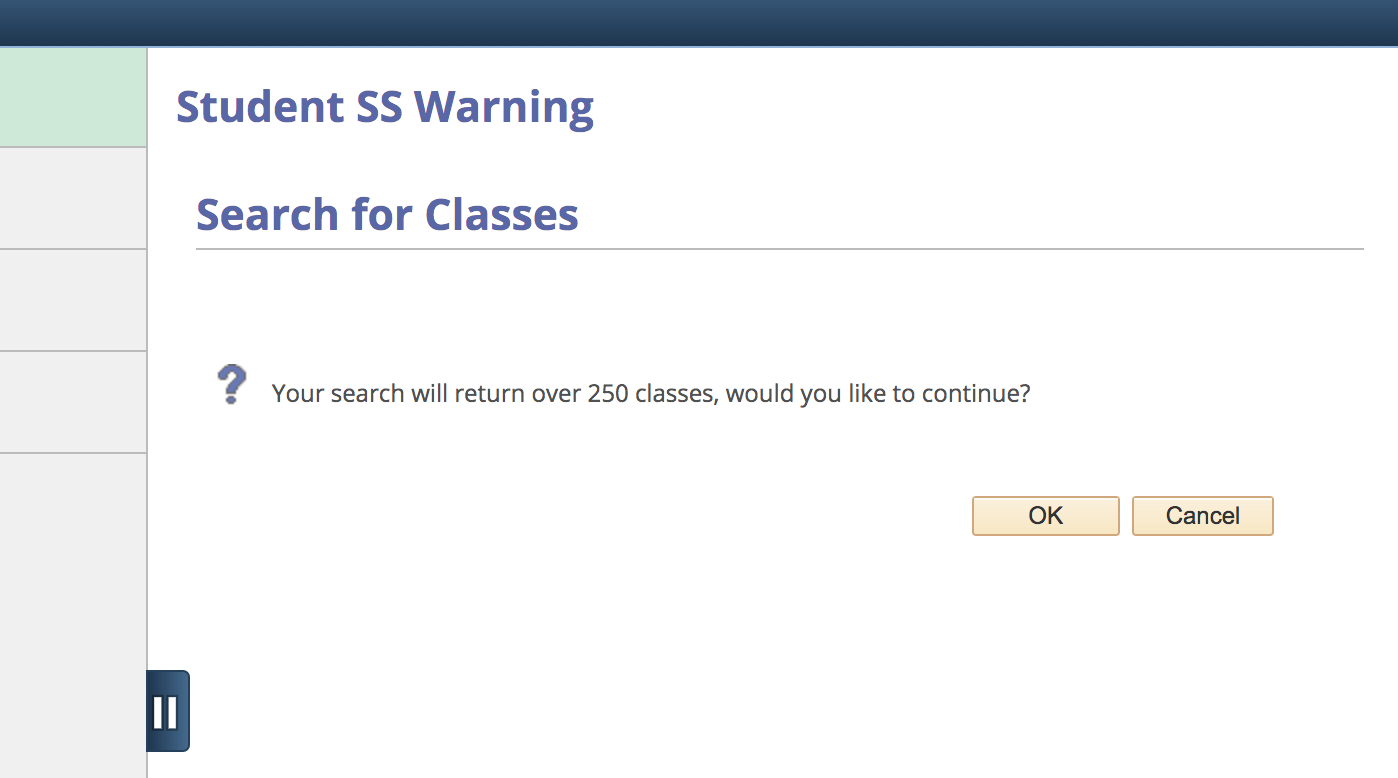 Student SS Warning
Search for Classes
Your search will return over 250 classes, would you like to continue?
OK
Cancel